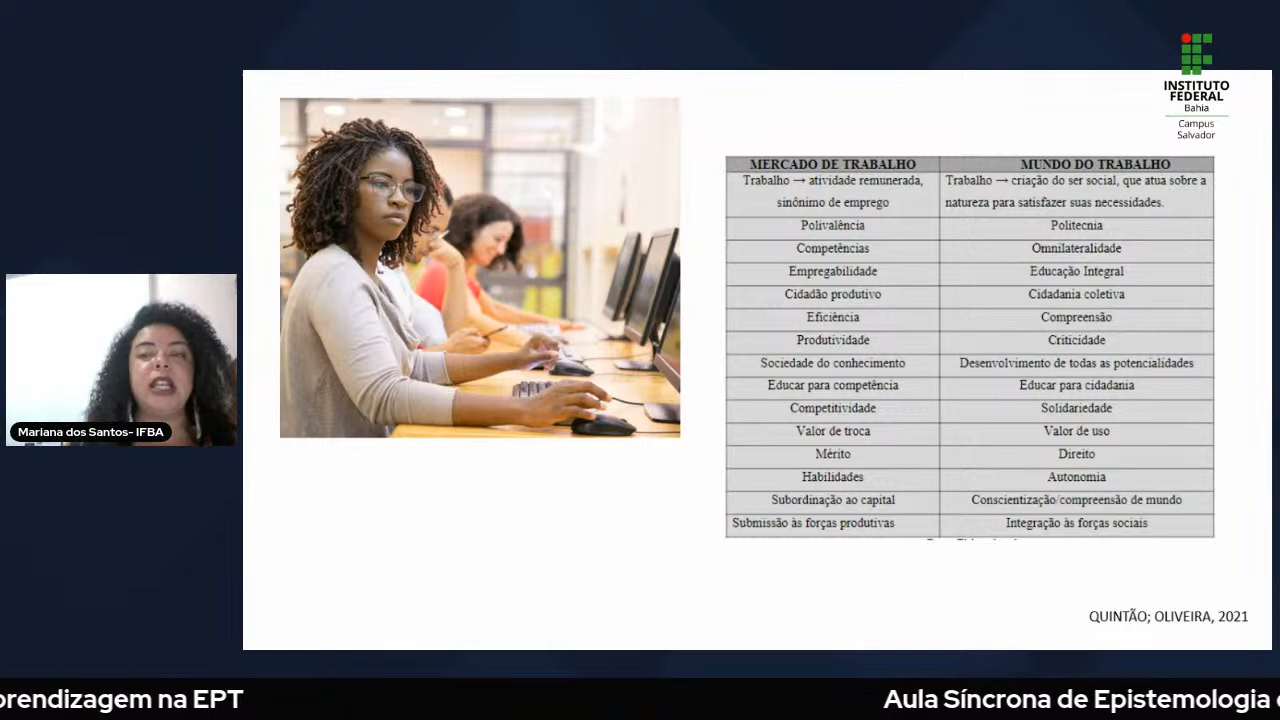 INSTITUTO
FEDERAL
Bahia
Campus
Salvador
MERCADO DE TRABALHO MUNDO DO TRABALHO
Trabalho → atividade remunerada, sinônimo de emprego
Trabalho → criação do ser social, que atua sobre a natureza para satisfazer suas necessidades.
Polivalência Politecnia
Competências Omnilateralidade
Empregabilidade Educação Integral
Cidadão produtivo Cidadania coletiva
Eficiência Compreensão
Produtividade Criticidade
Sociedade do conhecimento Desenvolvimento de todas as potencialidades
Educar para competência Educar para cidadania
Competitividade Solidariedade
Valor de troca Valor de uso
Mérito Direito
Habilidades Autonomia
Subordinação ao capital Conscientização/compreensão de mundo
Submissão às forças produtivas Integração às forças sociais
QUINTÃO; OLIVEIRA, 2021
Mariana dos Santos- IFBA
prendizagem na EPT Aula Síncrona de Epistemologia